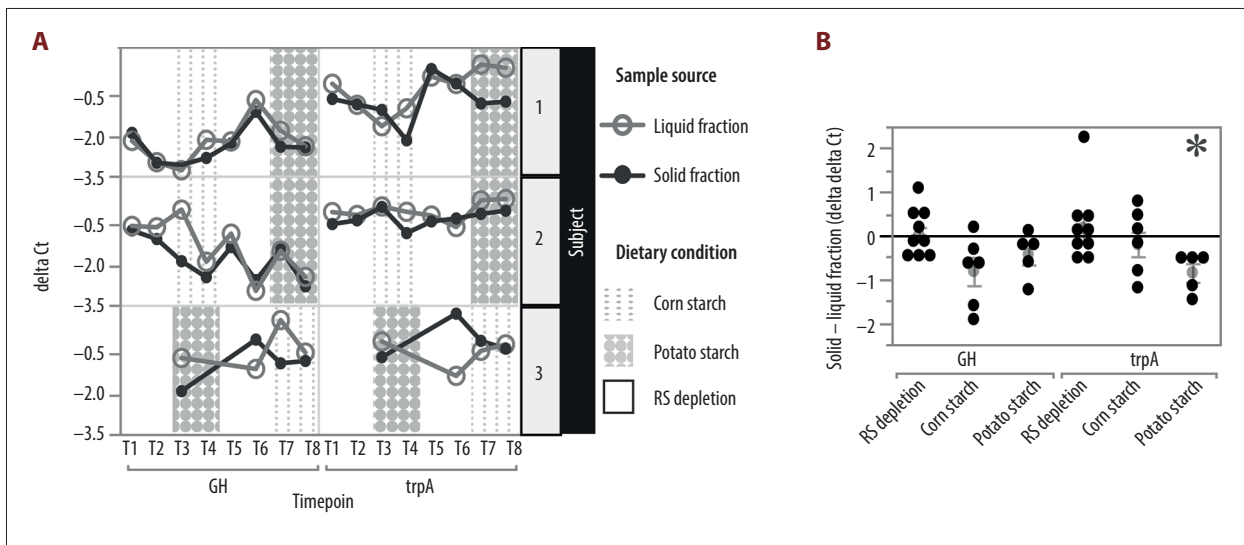 A
−0.5
−2.0
−3.5
−0.5
−2.0
−3.5
−0.5
−2.0
−3.5
delta Ct
T1 T2 T3 T4 T5 T6 T7 T8 T1 T2 T3 T4 T5 T6 T7 T8
GH trpA
Timepoin
1
2
3
Subject
Sample source
Liquid fraction
Solid fraction
Dietary condition
Corn starch
Potato starch
RS depletion
B
Solid – liquid fraction (delta delta Ct)
2
1
0
−1
−2
*
GH trpA
RS depletion
Corn starch
Potato starch
RS depletion
Corn starch
Potato starch